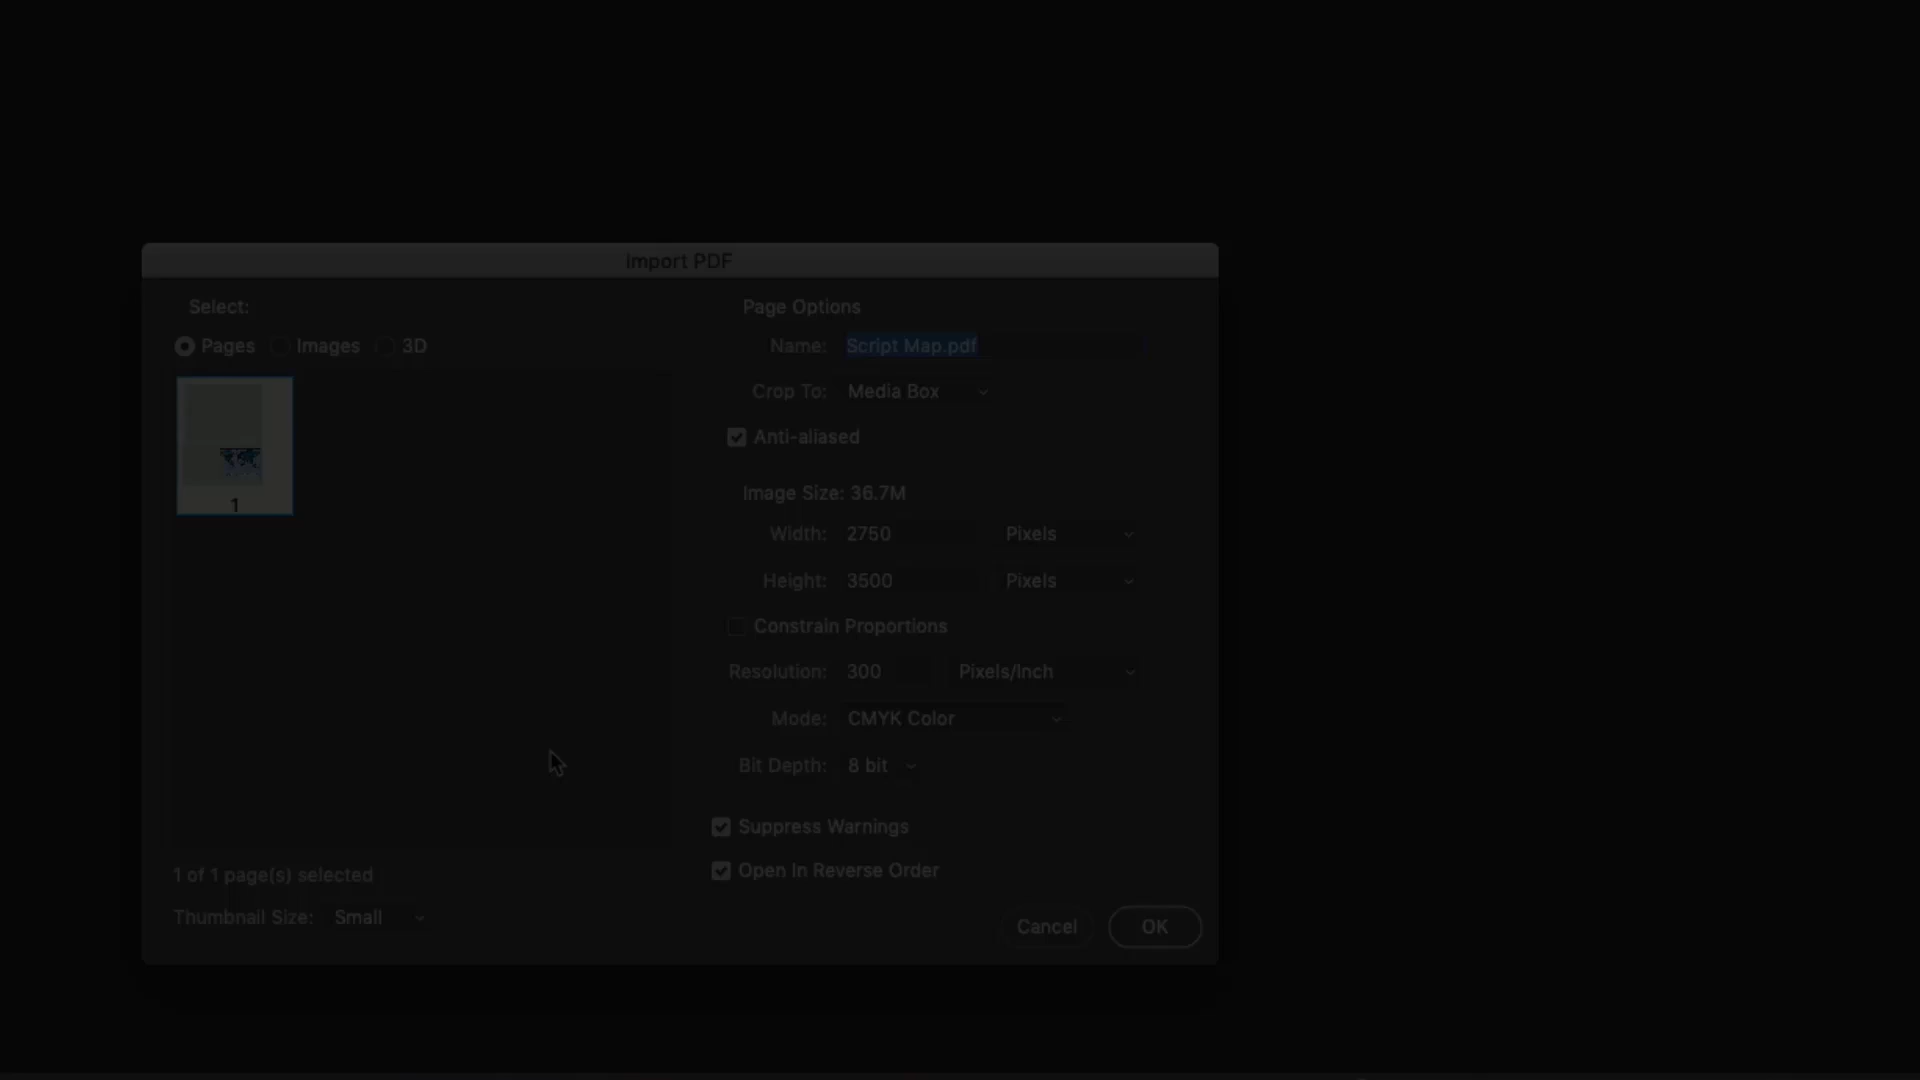 Import PDF
Select:
Pages Images 3D
1
1 of 1 page(s) selected
Thumbnail Size: Small
Page Options
Name: Script Map.pdf
Crop To: Media Box
Anti-aliased
Image Size: 36.7M
Width: 2750 Pixels
Height: 3500 Pixels
Constrain Proportions
Resolution: 300 Pixels/Inch
Mode: CMYK Color
Bit Depth: 8 bit
Suppress Warnings
Open In Reverse Order
Cancel OK